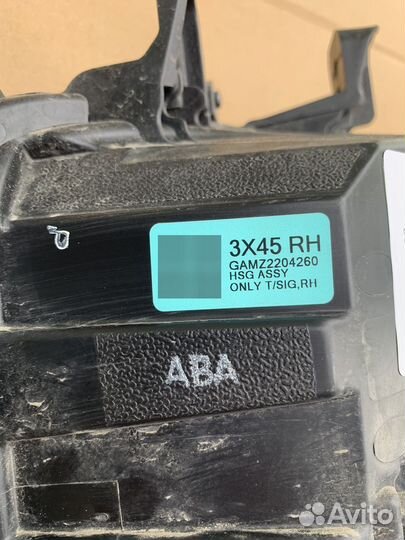 3X45 RH
GAMZ2204260
HSG ASSY
ONLY T/SIG,RH
ABA
Avito